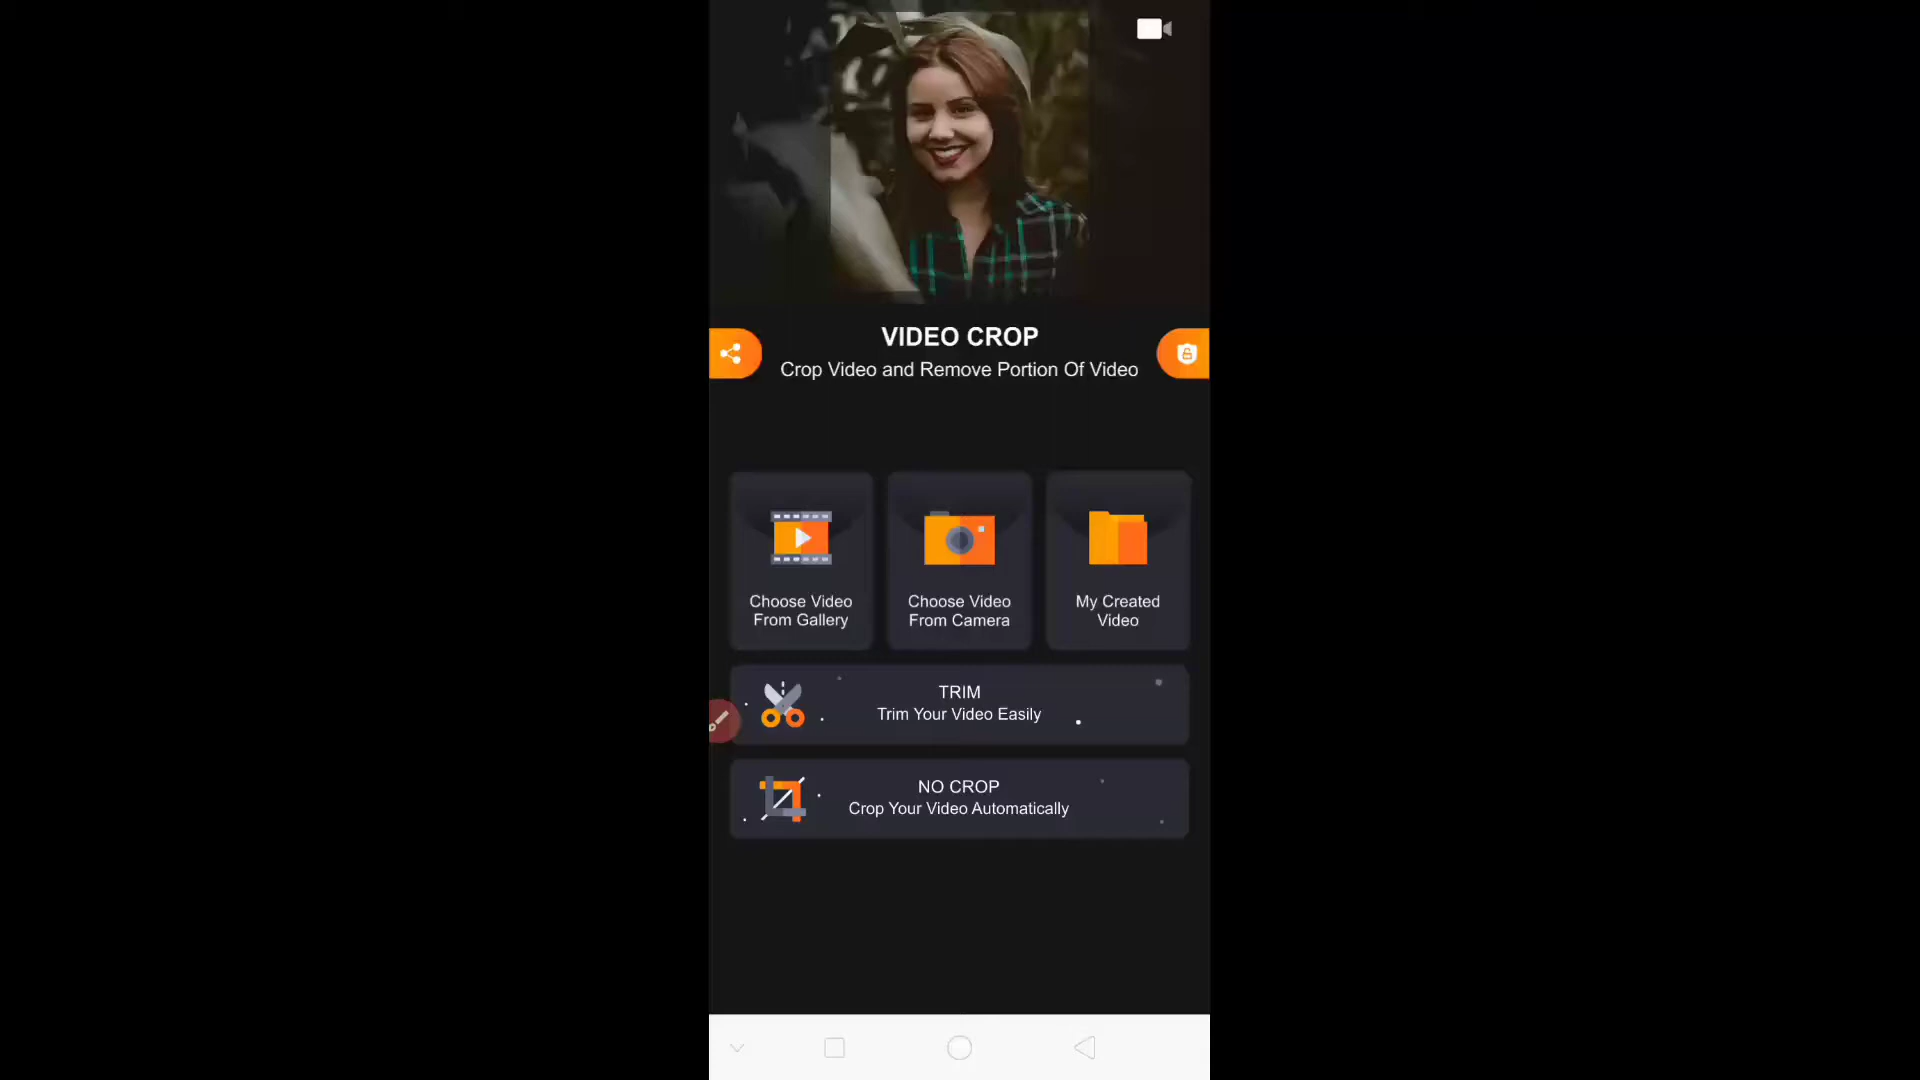 VIDEO CROP
Crop Video and Remove Portion Of Video
Choose Video
From Gallery
Choose Video
From Camera
My Created
Video
TRIM
Trim Your Video Easily
NO CROP
Crop Your Video Automatically